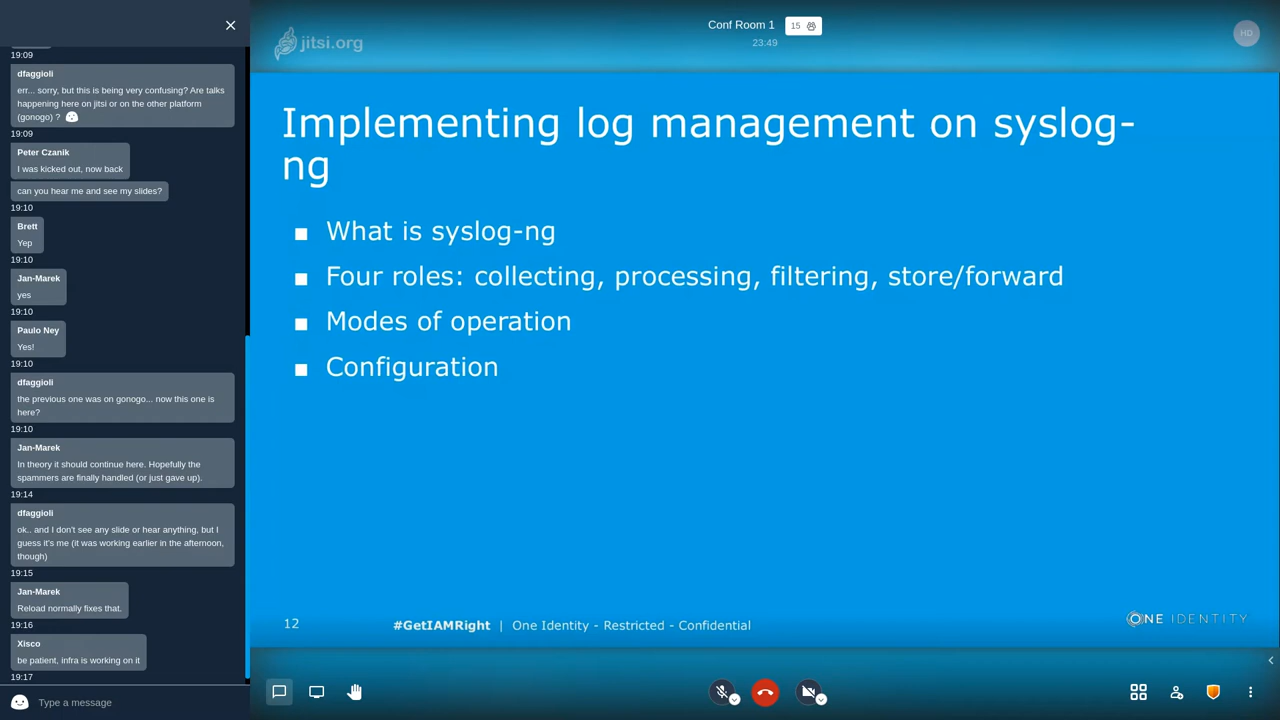 19:09
dfaggioli
err... sorry, but this is being very confusing? Are talks
happening here on jitsi or on the other platform
(gonogo) ?
19:09
Peter Czanik
I was kicked out, now back
can you hear me and see my slides?
19:10
Brett
Yep
19:10
Jan-Marek
yes
19:10
Paulo Ney
Yes!
19:10
dfaggioli
the previous one was on gonogo... now this one is
here?
19:10
Jan-Marek
In theory it should continue here. Hopefully the
spammers are finally handled (or just gave up).
19:14
dfaggioli
ok.. and I don't see any slide or hear anything, but I
guess it's me (it was working earlier in the afternoon,
though)
19:15
Jan-Marek
Reload normally fixes that.
19:16
Xisco
be patient, infra is working on it
19:17
Type a message
jitsi.org
Conf Room 1
15
23:49
HD
Implementing log management on syslog-
ng
What is syslog-ng
Four roles: collecting, processing, filtering, store/forward
Modes of operation
Configuration
12
#GetIAMRight | One Identity - Restricted - Confidential
ONE IDENTITY